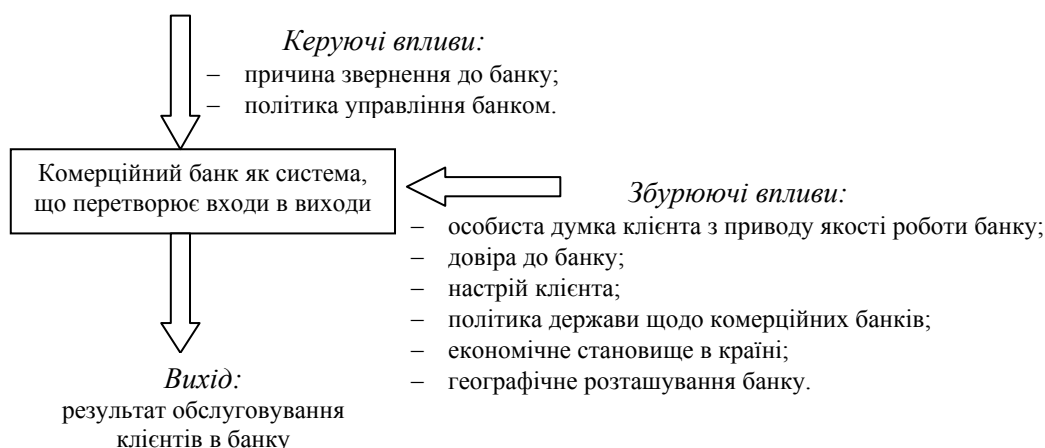 Керуючі впливи:
– причина звернення до банку;
– політика управління банком.
Комерційний банк як система,
що перетворює входи в виходи
Збурюючі впливи:
– особиста думка клієнта з приводу якості роботи банку;
– довіра до банку;
– настрій клієнта;
– політика держави щодо комерційних банків;
– економічне становище в країні;
– географічне розташування банку.
Вихід:
результат обслуговування
клієнтів в банку